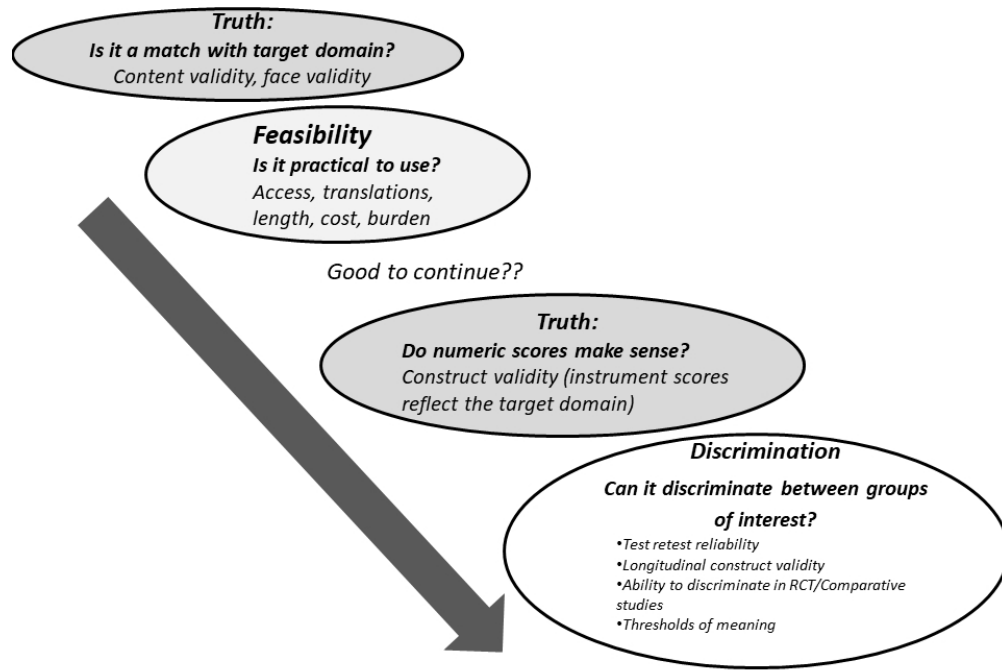 Truth:
Is it a match with target domain?
Content validity, face validity
Feasibility
Is it practical to use?
Access, translations,
length, cost, burden
Good to continue??
Truth:
Do numeric scores make sense?
Construct validity (instrument scores
reflect the target domain)
Discrimination
Can it discriminate between groups
of interest?
•Test retest reliability
•Longitudinal construct validity
•Ability to discriminate in RCT/Comparative
studies
•Thresholds of meaning